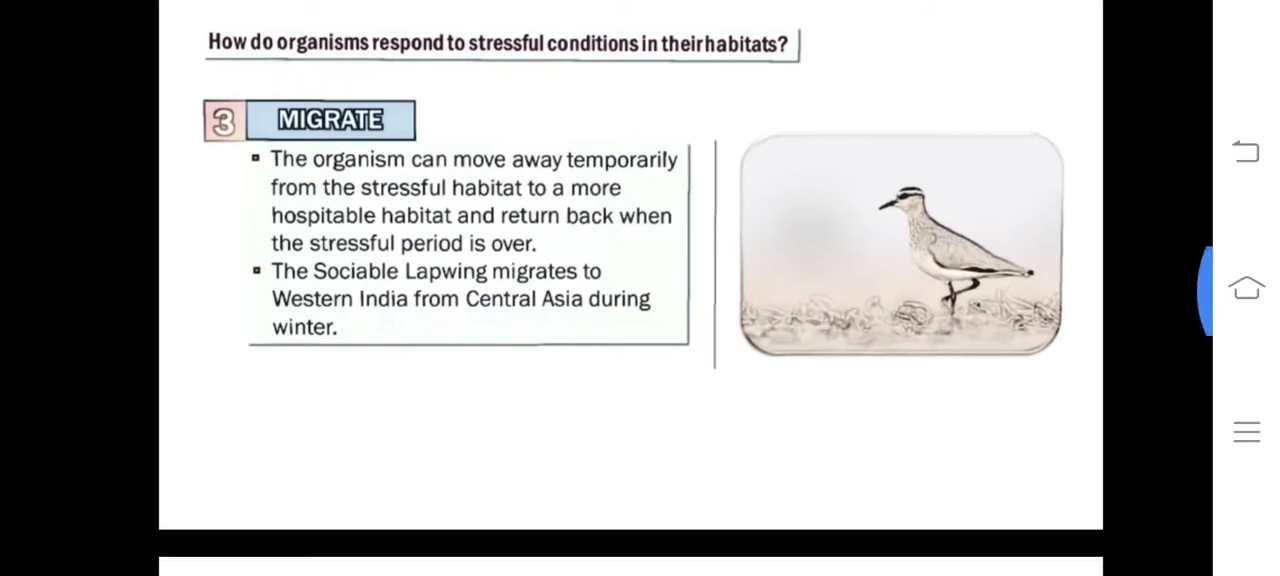 How do organisms respond to stressful conditions in their habitats?
3 MIGRATE
▪ The organism can move away temporarily
from the stressful habitat to a more
hospitable habitat and return back when
the stressful period is over.
▪ The Sociable Lapwing migrates to
Western India from Central Asia during
winter.